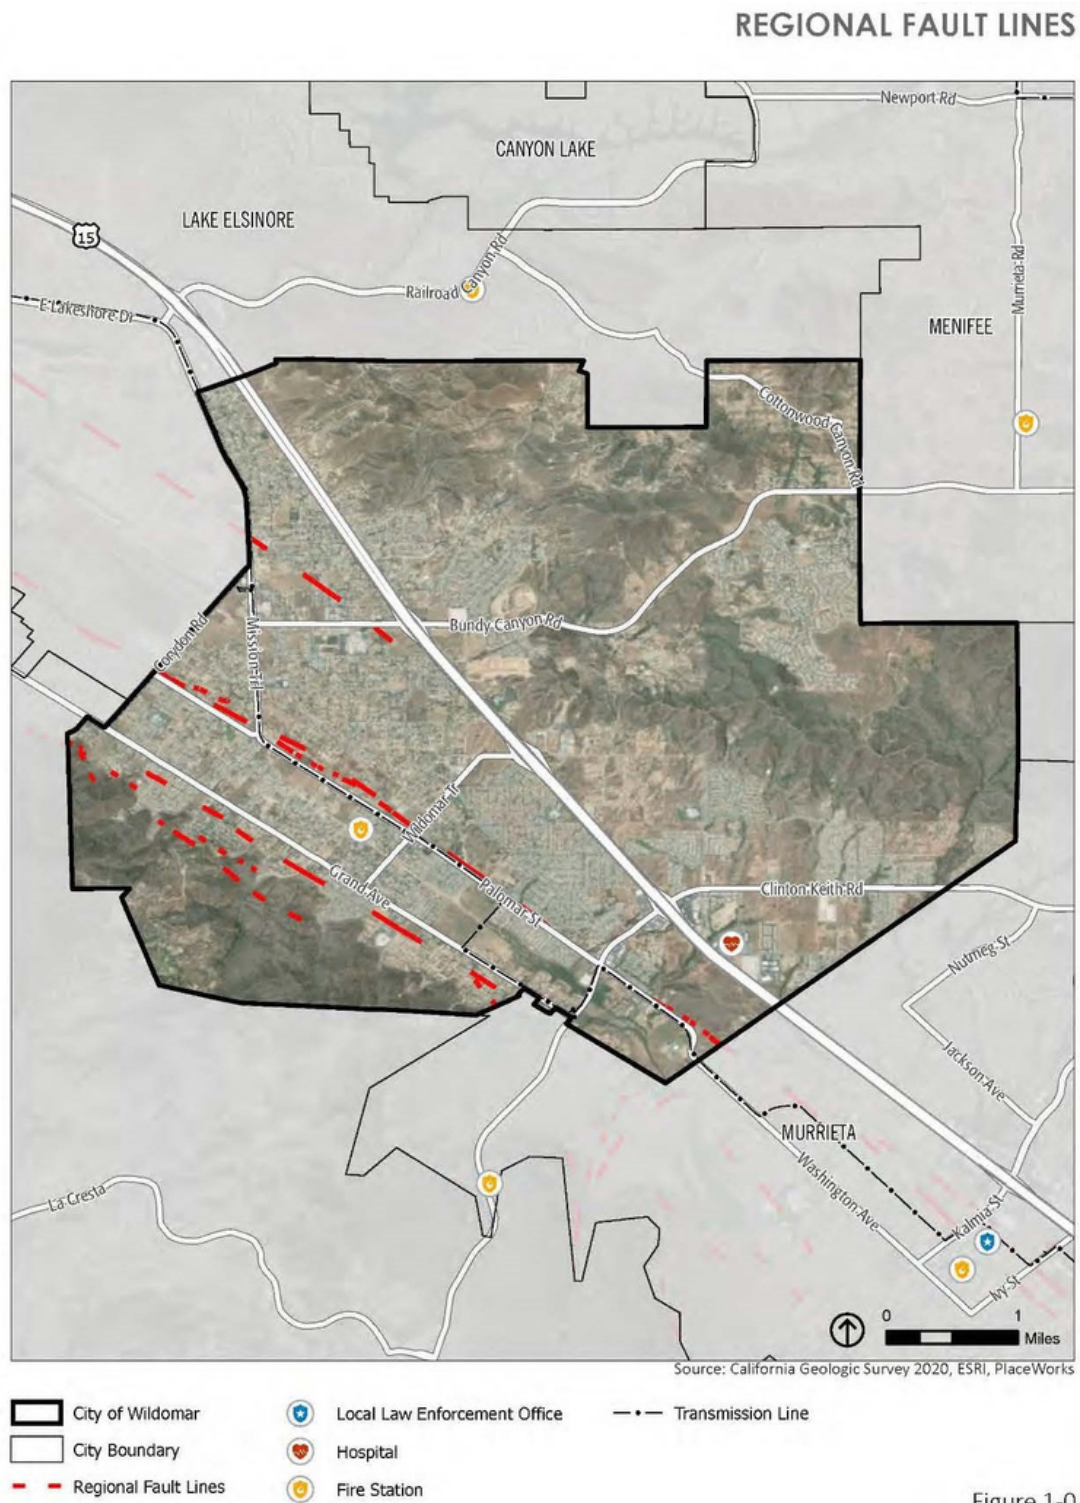 REGIONAL FAULT LINES
Newport Rd
CANYON LAKE
LAKE ELSINORE
15
Railroad Canyon Rd
Murrieta Rd
E Lakeshore Dr
MENIFEE
Cottonwood Canyon Rd
Corydon Rd
Mission Trl
Bundy Canyon Rd
Wildomar Tr
Grand Ave
Palomar St
Clinton Keith Rd
Nutmeg St
Jackson Ave
MURRIETA
Washington Ave
La Cresta
Kalmia St
Ivy St
0 1
Miles
Source: California Geologic Survey 2020, ESRI, PlaceWorks
City of Wildomar
Local Law Enforcement Office
Transmission Line
City Boundary
Hospital
Regional Fault Lines
Fire Station